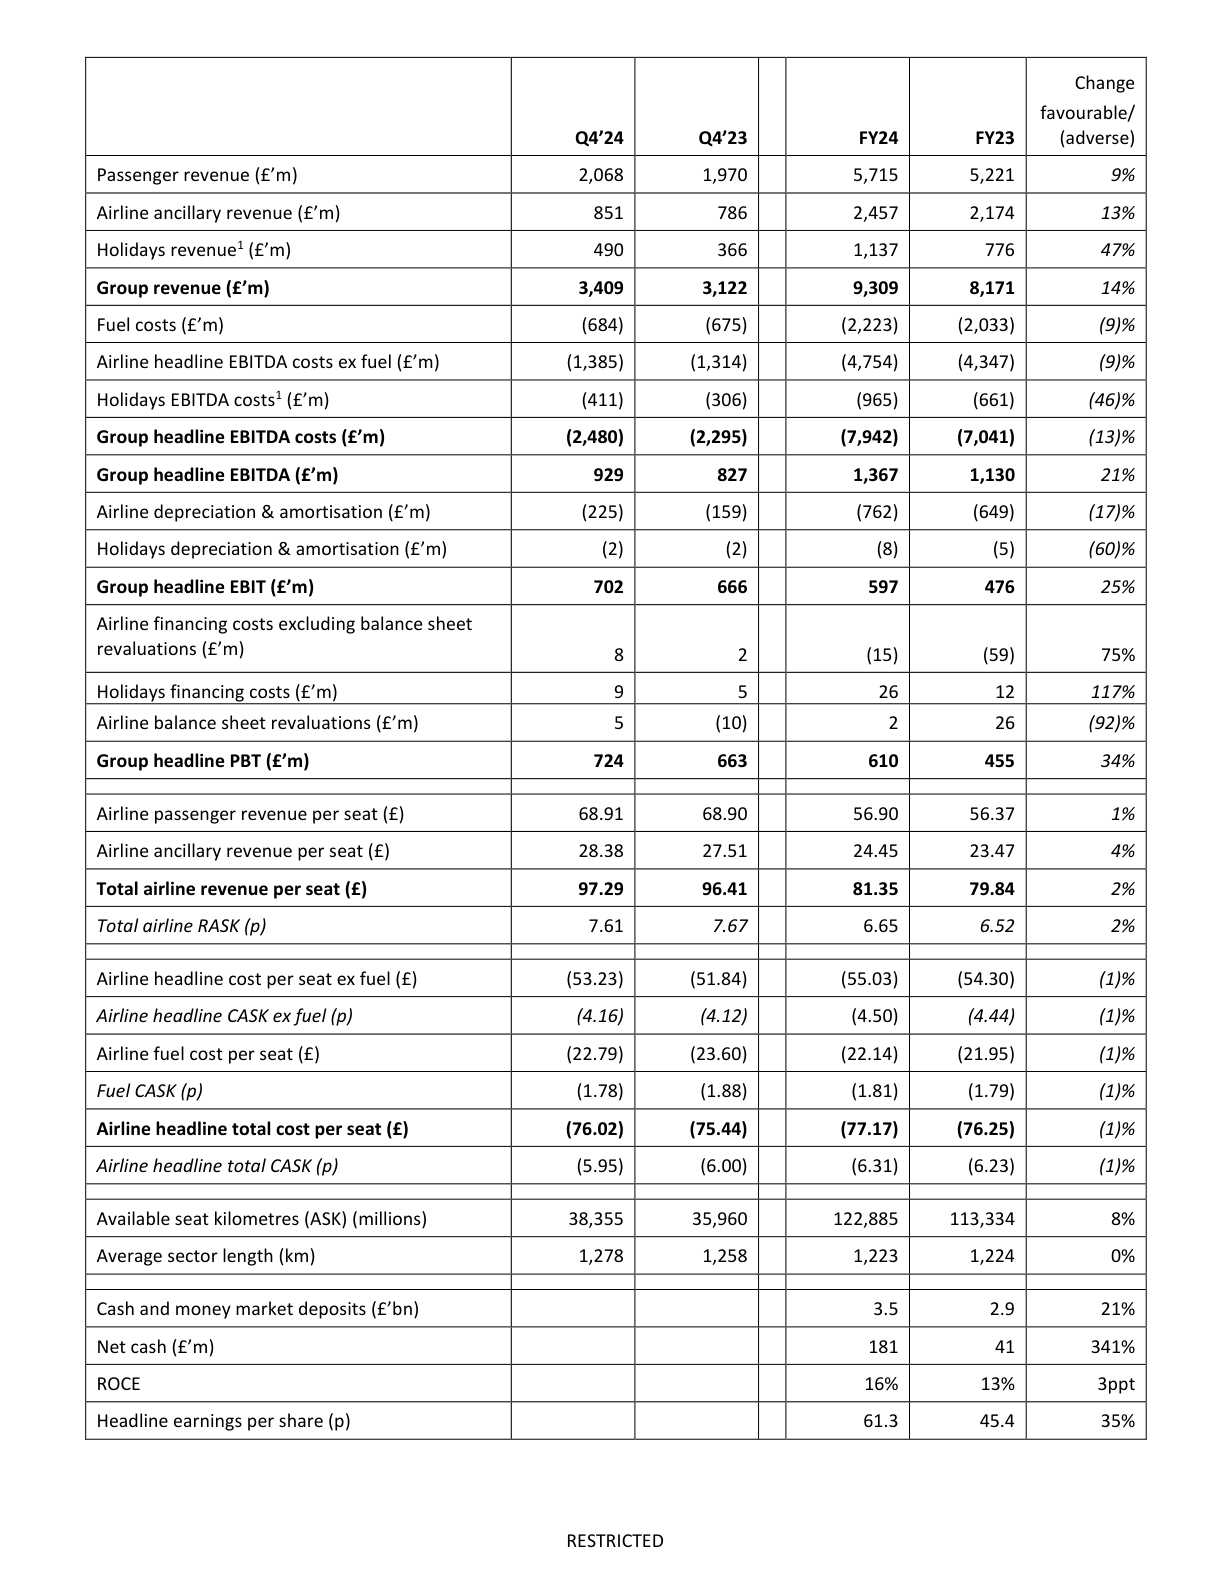 Change
favourable/
Q4’24 Q4’23 FY24 FY23 (adverse)
Passenger revenue (£’m) 2,068 1,970 5,715 5,221 9%
Airline ancillary revenue (£’m) 851 786 2,457 2,174 13%
Holidays revenue¹ (£’m) 490 366 1,137 776 47%
Group revenue (£’m) 3,409 3,122 9,309 8,171 14%
Fuel costs (£’m) (684) (675) (2,223) (2,033) (9)%
Airline headline EBITDA costs ex fuel (£’m) (1,385) (1,314) (4,754) (4,347) (9)%
Holidays EBITDA costs¹ (£’m) (411) (306) (965) (661) (46)%
Group headline EBITDA costs (£’m) (2,480) (2,295) (7,942) (7,041) (13)%
Group headline EBITDA (£’m) 929 827 1,367 1,130 21%
Airline depreciation & amortisation (£’m) (225) (159) (762) (649) (17)%
Holidays depreciation & amortisation (£’m) (2) (2) (8) (5) (60)%
Group headline EBIT (£’m) 702 666 597 476 25%
Airline financing costs excluding balance sheet
revaluations (£’m) 8 2 (15) (59) 75%
Holidays financing costs (£’m) 9 5 26 12 117%
Airline balance sheet revaluations (£’m) 5 (10) 2 26 (92)%
Group headline PBT (£’m) 724 663 610 455 34%
Airline passenger revenue per seat (£) 68.91 68.90 56.90 56.37 1%
Airline ancillary revenue per seat (£) 28.38 27.51 24.45 23.47 4%
Total airline revenue per seat (£) 97.29 96.41 81.35 79.84 2%
Total airline RASK (p) 7.61 7.67 6.65 6.52 2%
Airline headline cost per seat ex fuel (£) (53.23) (51.84) (55.03) (54.30) (1)%
Airline headline CASK ex fuel (p) (4.16) (4.12) (4.50) (4.44) (1)%
Airline fuel cost per seat (£) (22.79) (23.60) (22.14) (21.95) (1)%
Fuel CASK (p) (1.78) (1.88) (1.81) (1.79) (1)%
Airline headline total cost per seat (£) (76.02) (75.44) (77.17) (76.25) (1)%
Airline headline total CASK (p) (5.95) (6.00) (6.31) (6.23) (1)%
Available seat kilometres (ASK) (millions) 38,355 35,960 122,885 113,334 8%
Average sector length (km) 1,278 1,258 1,223 1,224 0%
Cash and money market deposits (£’bn) 3.5 2.9 21%
Net cash (£’m) 181 41 341%
ROCE 16% 13% 3ppt
Headline earnings per share (p) 61.3 45.4 35%
RESTRICTED